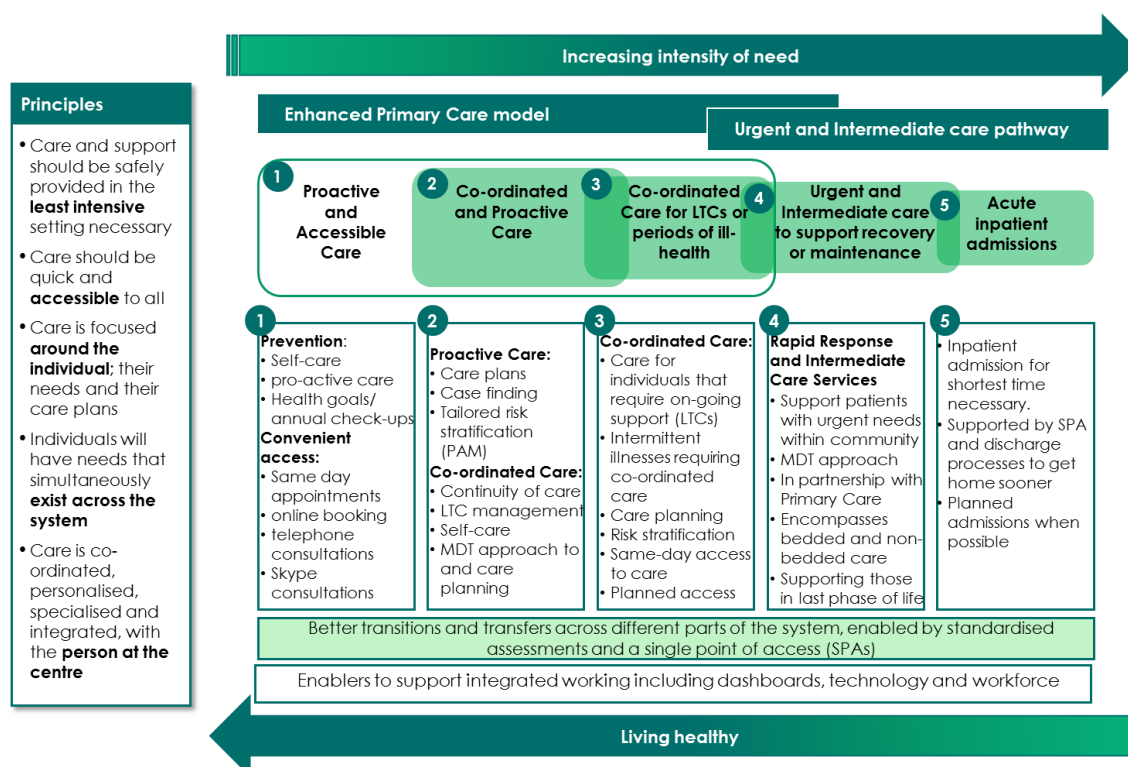 Increasing intensity of need
Principles
• Care and support
should be safely
provided in the
least intensive
setting necessary
• Care should be
quick and
accessible to all
• Care is focused
around the
individual; their
needs and their
care plans
• Individuals will
have needs that
simultaneously
exist across the
system
• Care is co-
ordinated,
personalised,
specialised and
integrated, with
the person at the
centre
Enhanced Primary Care model
Urgent and Intermediate care pathway
1
Proactive
and
Accessible
Care
2
Co-ordinated
and Proactive
Care
3
Co-ordinated
Care for LTCs or
periods of ill-
health
4
Urgent and
Intermediate care
to support recovery
or maintenance
5
Acute
inpatient
admissions
1
Prevention:
• Self-care
• pro-active care
• Health goals/
annual check-ups
Convenient
access:
• Same day
appointments
• online booking
• telephone
consultations
• Skype
consultations
2
Proactive Care:
• Care plans
• Case finding
• Tailored risk
stratification
(PAM)
Co-ordinated Care:
• Continuity of care
• LTC management
• Self-care
• MDT approach to
and care
planning
3
Co-ordinated Care:
• Care for
individuals that
require on-going
support (LTCs)
• Intermittent
illnesses requiring
co-ordinated
care
• Care planning
• Risk stratification
• Same-day access
to care
• Planned access
4
Rapid Response
and Intermediate
Care Services
• Support patients
with urgent needs
within community
• MDT approach
• In partnership with
Primary Care
• Encompasses
bedded and non-
bedded care
• Supporting those
in last phase of life
5
• Inpatient
admission for
shortest time
necessary.
• Supported by SPA
and discharge
processes to get
home sooner
• Planned
admissions when
possible
Better transitions and transfers across different parts of the system, enabled by standardised
assessments and a single point of access (SPAs)
Enablers to support integrated working including dashboards, technology and workforce
Living healthy